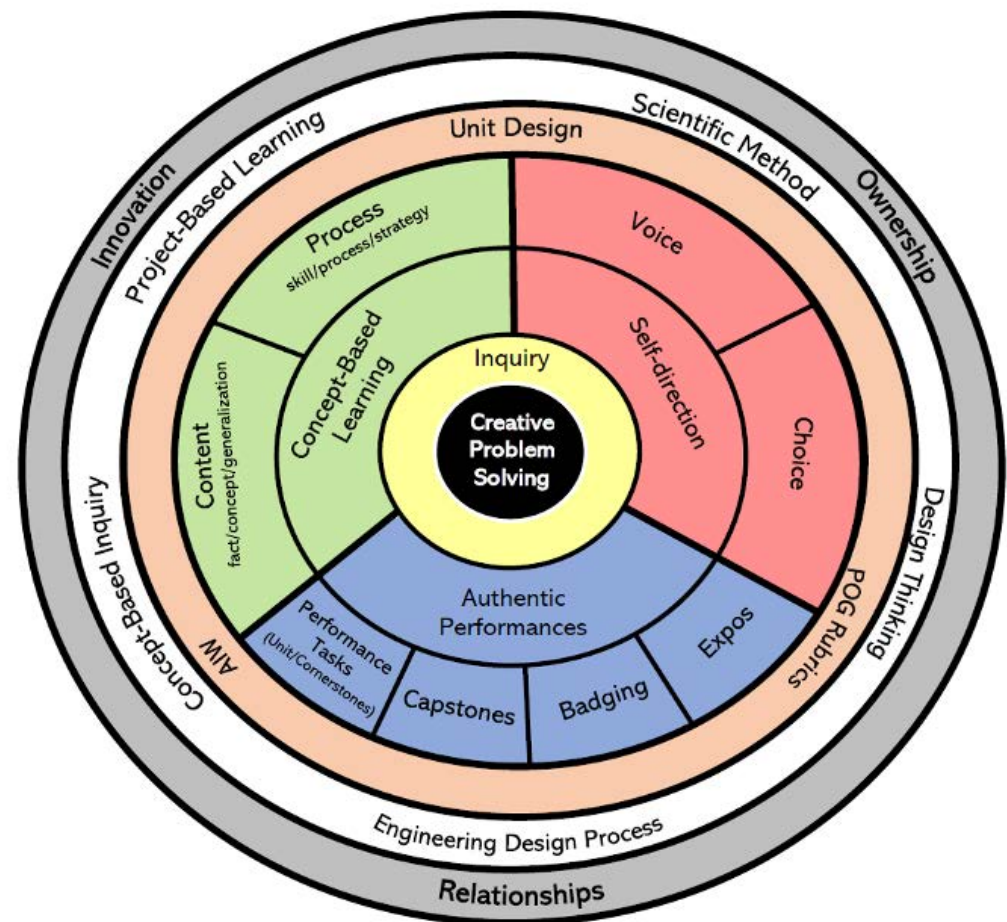 Innovation
Ownership
Relationships
Project-Based Learning
Scientific Method
Design Thinking
Engineering Design Process
Concept-Based Inquiry
Unit Design
POG Rubrics
AIW
Process
skill/process/strategy
Content
fact/concept/generalization
Concept-Based
Learning
Voice
Choice
Self-direction
Inquiry
Creative
Problem
Solving
Authentic
Performances
Performance
Tasks
(Unit/Cornerstones)
Capstones
Badging
Expos